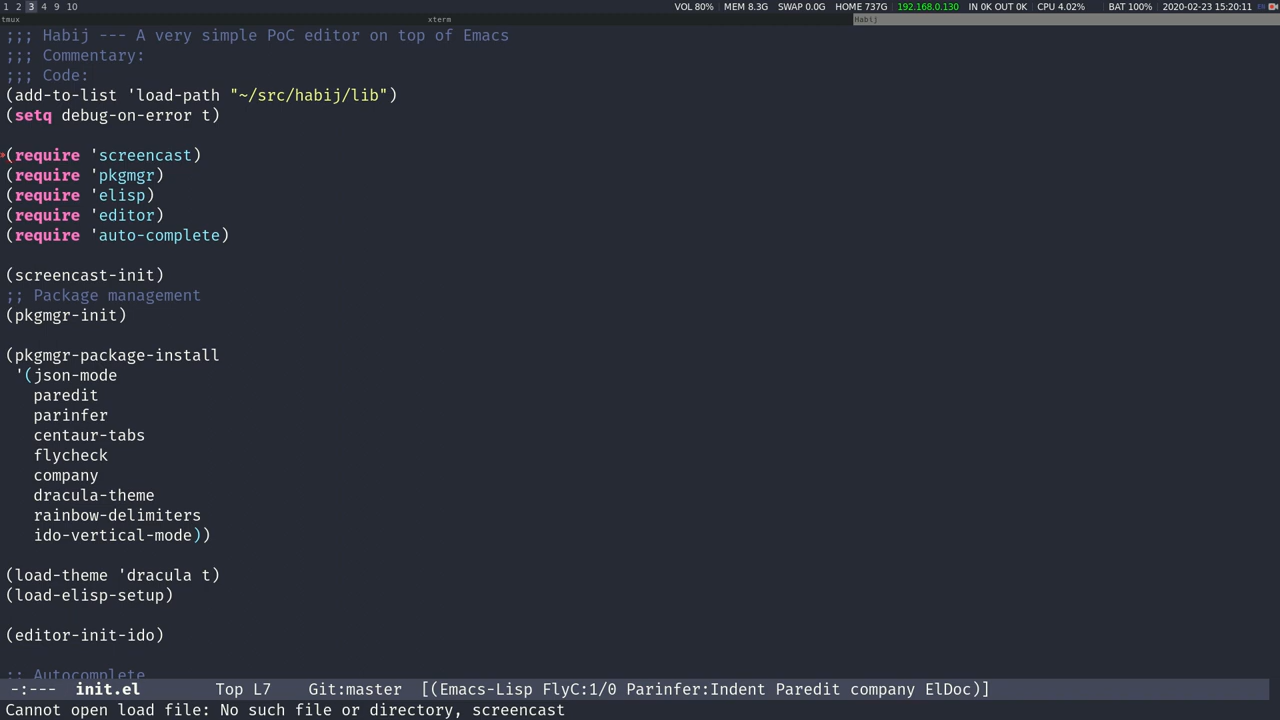 1 2 3 4 9 10 VOL 80% MEM 8.3G SWAP 0.0G HOME 737G 192.168.0.130 IN 0K OUT 0K CPU 4.02% BAT 100% 2020-02-23 15:20:11 EN
tmux xterm Habij
;;; Habij --- A very simple PoC editor on top of Emacs
;;; Commentary:
;;; Code:
(add-to-list 'load-path "~/src/habij/lib")
(setq debug-on-error t)
»(require 'screencast)
(require 'pkgmgr)
(require 'elisp)
(require 'editor)
(require 'auto-complete)
(screencast-init)
;; Package management
(pkgmgr-init)
(pkgmgr-package-install
'(json-mode
paredit
parinfer
centaur-tabs
flycheck
company
dracula-theme
rainbow-delimiters
ido-vertical-mode))
(load-theme 'dracula t)
(load-elisp-setup)
(editor-init-ido)
;; Autocomplete
-:--- init.el Top L7 Git:master [(Emacs-Lisp FlyC:1/0 Parinfer:Indent Paredit company ElDoc)]
Cannot open load file: No such file or directory, screencast